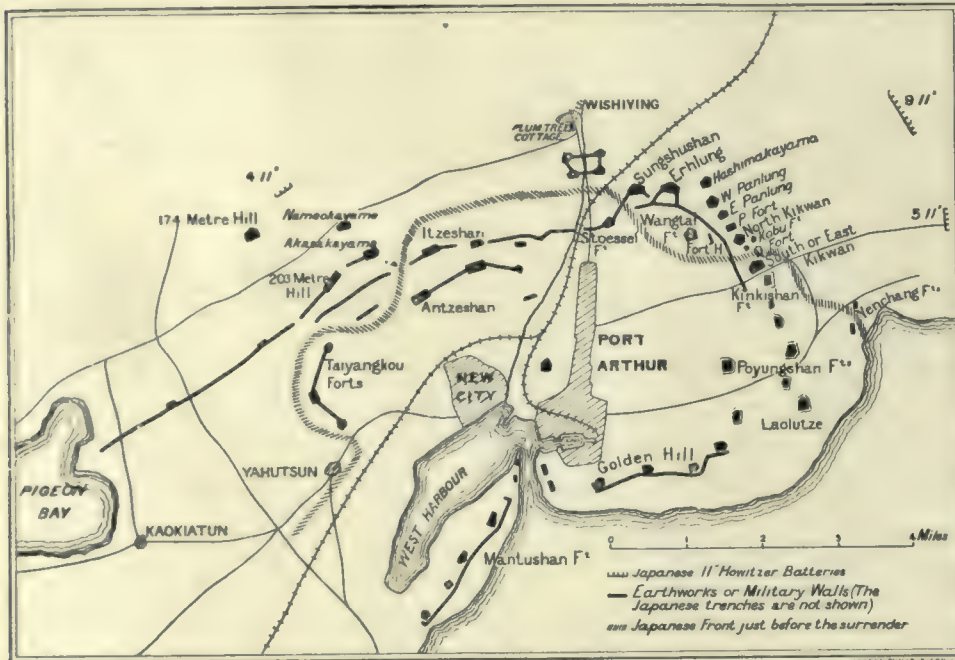 WISHIYING
PLUM TREE
COTTAGE
9 11"
4 11"
Sungshushan
Erhlung
Hashimakayama
W. Panlung
E. Panlung
P Fort
North Kikwan
Kobu Ft
Q Fort
South or East
Kikwan
5 11"
174 Metre Hill
Nameokayama
Akasakayama
Itzeshan
Stoessel
Ft
Wangtai
Ft
Fort H
203 Metre
Hill
Antzeshan
Kinkishan
Ft
Yenchang Fts
PORT
ARTHUR
Taiyangkou
Forts
NEW
CITY
Poyungshan Fts
Laolutze
Golden Hill
YAHUTSUN
PIGEON
BAY
WEST HARBOUR
KAOKIATUN
Mantushan Ft
0 1 2 3 4 Miles
Japanese 11" Howitzer Batteries
Earthworks or Military Walls (The
Japanese trenches are not shown)
Japanese Front just before the surrender